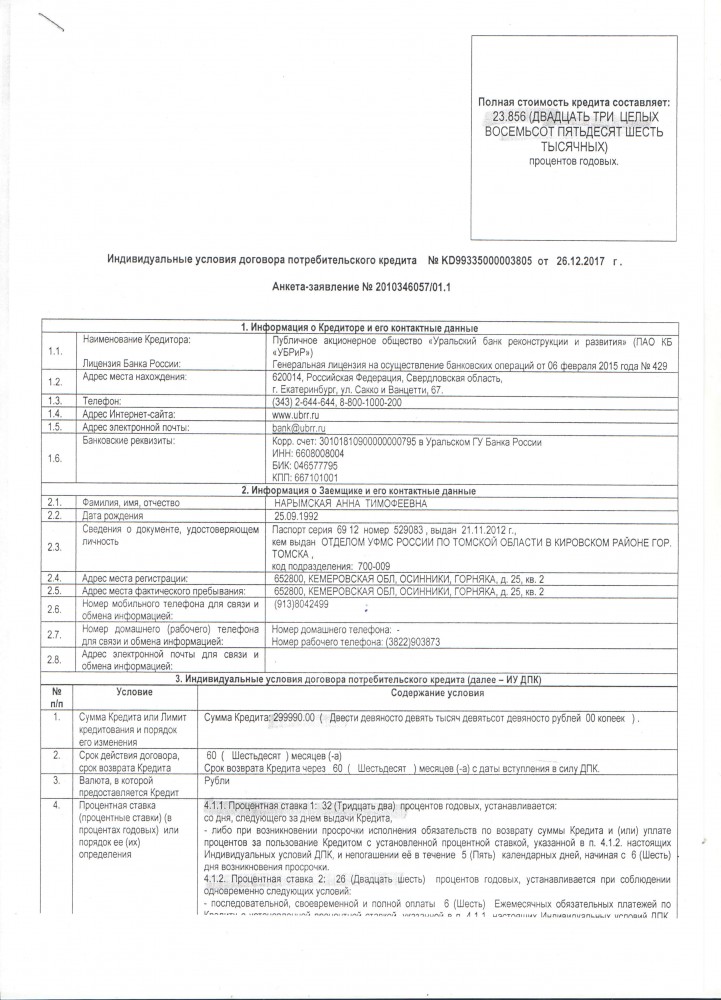 Полная стоимость кредита составляет:
23.856 (ДВАДЦАТЬ ТРИ ЦЕЛЫХ
ВОСЕМЬСОТ ПЯТЬДЕСЯТ ШЕСТЬ
ТЫСЯЧНЫХ)
процентов годовых.
Индивидуальные условия договора потребительского кредита № KD99335000003805 от 26.12.2017 г .
Анкета-заявление № 2010346057/01.1
1. Информация о Кредиторе и его контактные данные
1.1.
Наименование Кредитора:
Публичное акционерное общество «Уральский банк реконструкции и развития» (ПАО КБ
«УБРиР»)
Лицензия Банка России:
Генеральная лицензия на осуществление банковских операций от 06 февраля 2015 года № 429
1.2.
Адрес места нахождения:
620014, Российская Федерация, Свердловская область,
г. Екатеринбург, ул. Сакко и Ванцетти, 67.
1.3.
Телефон:
(343) 2-644-644, 8-800-1000-200
1.4.
Адрес Интернет-сайта:
www.ubrr.ru
1.5.
Адрес электронной почты:
bank@ubrr.ru
1.6.
Банковские реквизиты:
Корр. счет: 30101810900000000795 в Уральском ГУ Банка России
ИНН: 6608008004
БИК: 046577795
КПП: 667101001
2. Информация о Заемщике и его контактные данные
2.1.
Фамилия, имя, отчество
НАРЫМСКАЯ АННА ТИМОФЕЕВНА
2.2.
Дата рождения
25.09.1992
2.3.
Сведения о документе, удостоверяющем
личность
Паспорт серия 69 12 номер 529083 , выдан 21.11.2012 г.,
кем выдан ОТДЕЛОМ УФМС РОССИИ ПО ТОМСКОЙ ОБЛАСТИ В КИРОВСКОМ РАЙОНЕ ГОР.
ТОМСКА ,
код подразделения: 700-009
2.4.
Адрес места регистрации:
652800, КЕМЕРОВСКАЯ ОБЛ, ОСИННИКИ, ГОРНЯКА, д. 25, кв. 2
2.5.
Адрес места фактического пребывания:
652800, КЕМЕРОВСКАЯ ОБЛ, ОСИННИКИ, ГОРНЯКА, д. 25, кв. 2
2.6.
Номер мобильного телефона для связи и
обмена информацией:
(913)8042499
2.7.
Номер домашнего (рабочего) телефона
для связи и обмена информацией:
Номер домашнего телефона: -
Номер рабочего телефона: (3822)903873
2.8.
Адрес электронной почты для связи и
обмена информацией:
3. Индивидуальные условия договора потребительского кредита (далее – ИУ ДПК)
№
п/п
Условие
Содержание условия
1.
Сумма Кредита или Лимит
кредитования и порядок
его изменения
Сумма Кредита: 299990.00 ( Двести девяносто девять тысяч девятьсот девяносто рублей 00 копеек ) .
2.
Срок действия договора,
срок возврата Кредита
60 ( Шестьдесят ) месяцев (-а)
Срок возврата Кредита через 60 ( Шестьдесят ) месяцев (-а) с даты вступления в силу ДПК.
3.
Валюта, в которой
предоставляется Кредит
Рубли
4.
Процентная ставка
(процентные ставки) (в
процентах годовых) или
порядок ее (их)
определения
4.1.1. Процентная ставка 1: 32 (Тридцать два) процентов годовых, устанавливается:
со дня, следующего за днем выдачи Кредита,
- либо при возникновении просрочки исполнения обязательств по возврату суммы Кредита и (или) уплате
процентов за пользование Кредитом с установленной процентной ставкой, указанной в п. 4.1.2. настоящих
Индивидуальных условий ДПК, и непогашении её в течение 5 (Пять) календарных дней, начиная с 6 (Шесть)
дня возникновения просрочки.
4.1.2. Процентная ставка 2: 26 (Двадцать шесть) процентов годовых, устанавливается при соблюдении
одновременно следующих условий:
- последовательной, своевременной и полной оплаты 6 (Шесть) Ежемесячных обязательных платежей по
Кредиту с установленной процентной ставкой, указанной в п. 4.1.1. настоящих Индивидуальных условий ДПК,